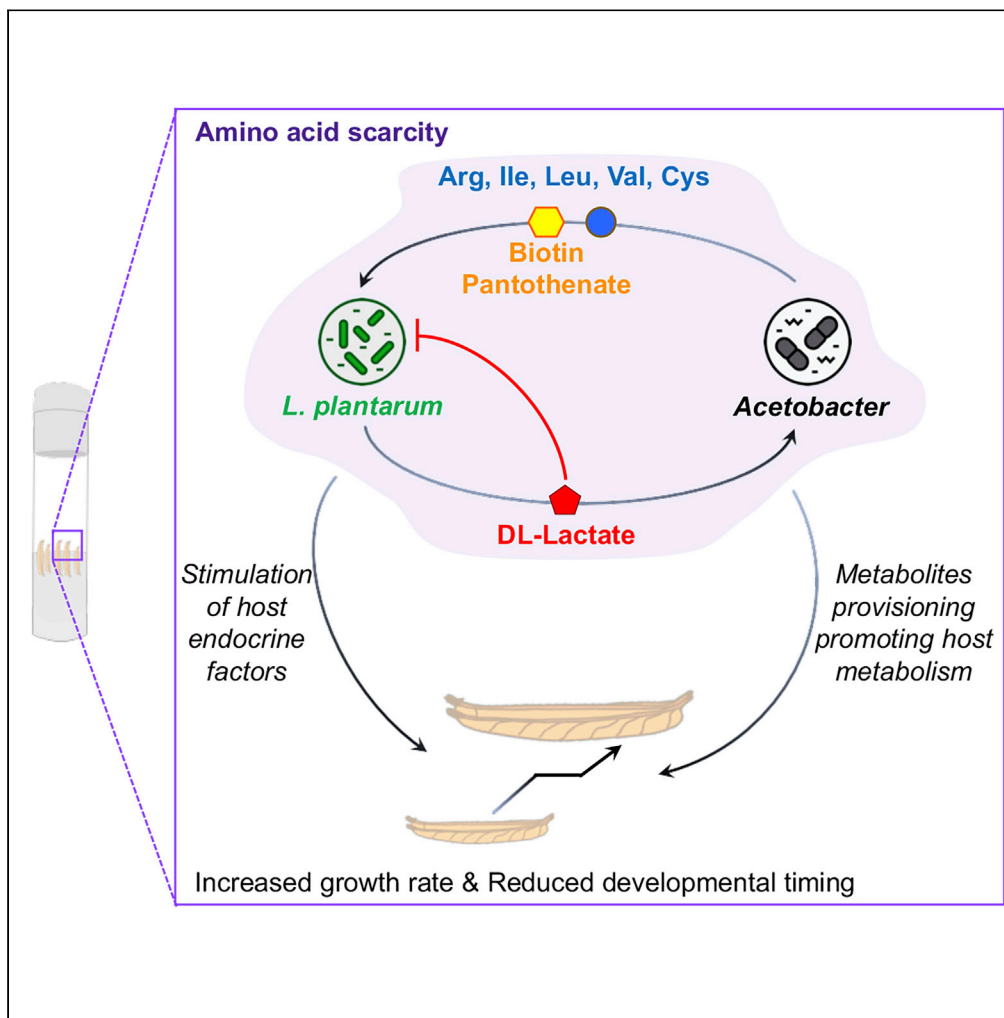 Amino acid scarcity
Arg, Ile, Leu, Val, Cys
Biotin
Pantothenate
L. plantarum
Acetobacter
DL-Lactate
Stimulation
of host
endocrine
factors
Metabolites
provisioning
promoting host
metabolism
Increased growth rate & Reduced developmental timing